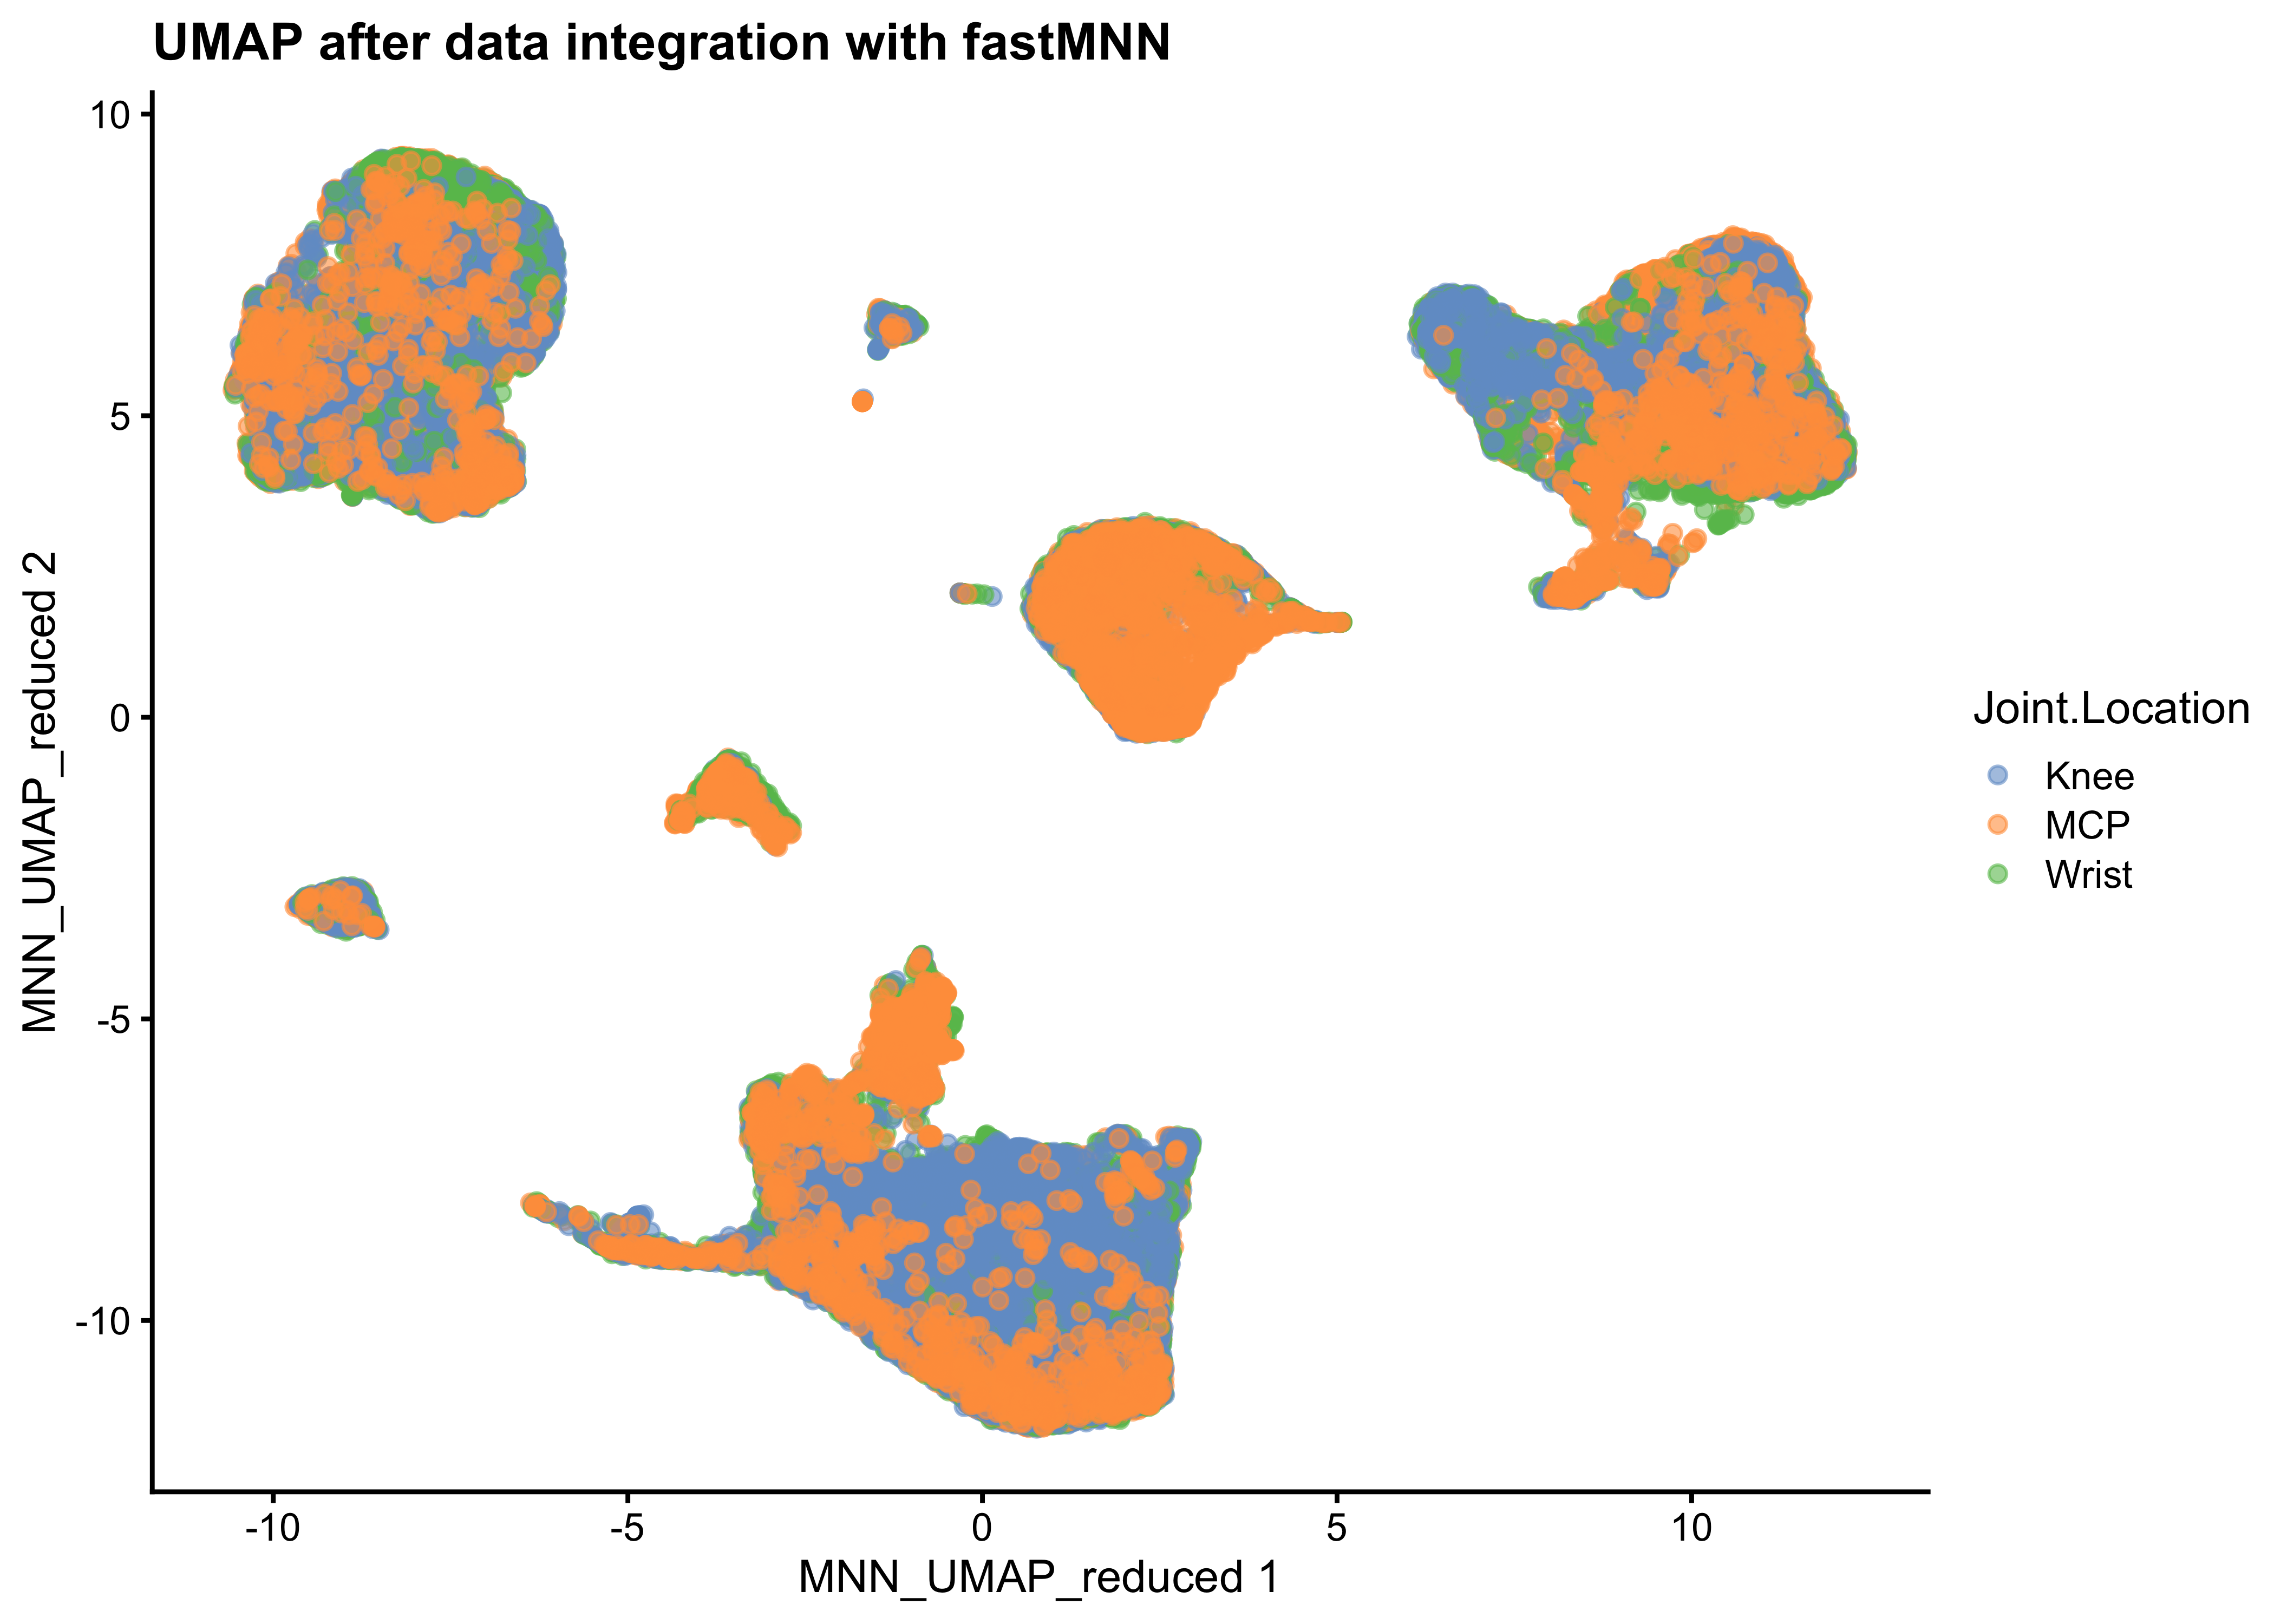 UMAP after data integration with fastMNN
10
5
0
-5
-10
MNN_UMAP_reduced 2
-10
-5
0
5
10
MNN_UMAP_reduced 1
Joint.Location
Knee
MCP
Wrist